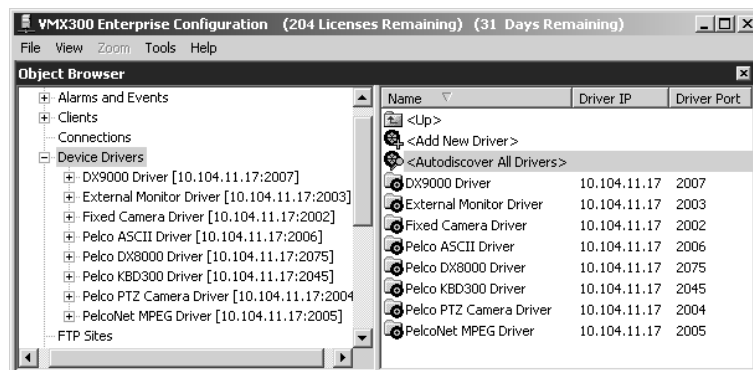 VMX300 Enterprise Configuration (204 Licenses Remaining) (31 Days Remaining)
File View Zoom Tools Help
Object Browser
Alarms and Events
Clients
Connections
Device Drivers
DX9000 Driver [10.104.11.17:2007]
External Monitor Driver [10.104.11.17:2003]
Fixed Camera Driver [10.104.11.17:2002]
Pelco ASCII Driver [10.104.11.17:2006]
Pelco DX8000 Driver [10.104.11.17:2075]
Pelco KBD300 Driver [10.104.11.17:2045]
Pelco PTZ Camera Driver [10.104.11.17:2004
PelcoNet MPEG Driver [10.104.11.17:2005]
FTP Sites
Name Driver IP Driver Port
<Up>
<Add New Driver>
<Autodiscover All Drivers>
DX9000 Driver 10.104.11.17 2007
External Monitor Driver 10.104.11.17 2003
Fixed Camera Driver 10.104.11.17 2002
Pelco ASCII Driver 10.104.11.17 2006
Pelco DX8000 Driver 10.104.11.17 2075
Pelco KBD300 Driver 10.104.11.17 2045
Pelco PTZ Camera Driver 10.104.11.17 2004
PelcoNet MPEG Driver 10.104.11.17 2005